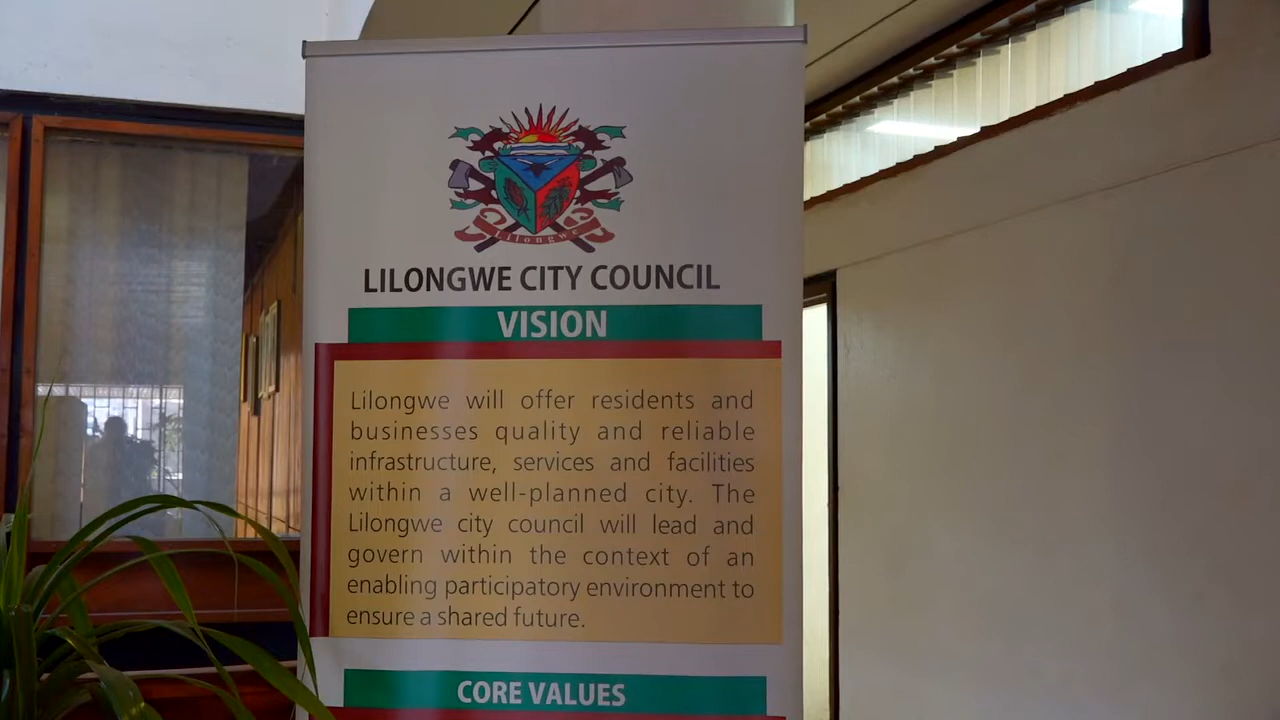 Lilongwe
LILONGWE CITY COUNCIL
VISION
Lilongwe will offer residents and
businesses quality and reliable
infrastructure, services and facilities
within a well-planned city. The
Lilongwe city council will lead and
govern within the context of an
enabling participatory environment to
ensure a shared future.
CORE VALUES